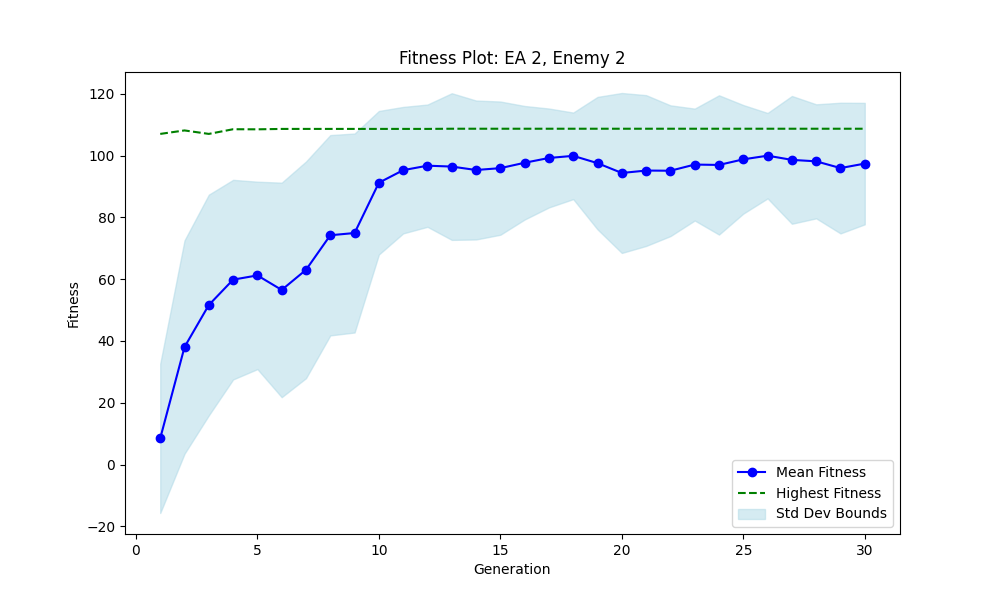 Fitness Plot: EA 2, Enemy 2
120
100
80
60
40
20
0
−20
Fitness
0 5 10 15 20 25 30
Generation
Mean Fitness
Highest Fitness
Std Dev Bounds